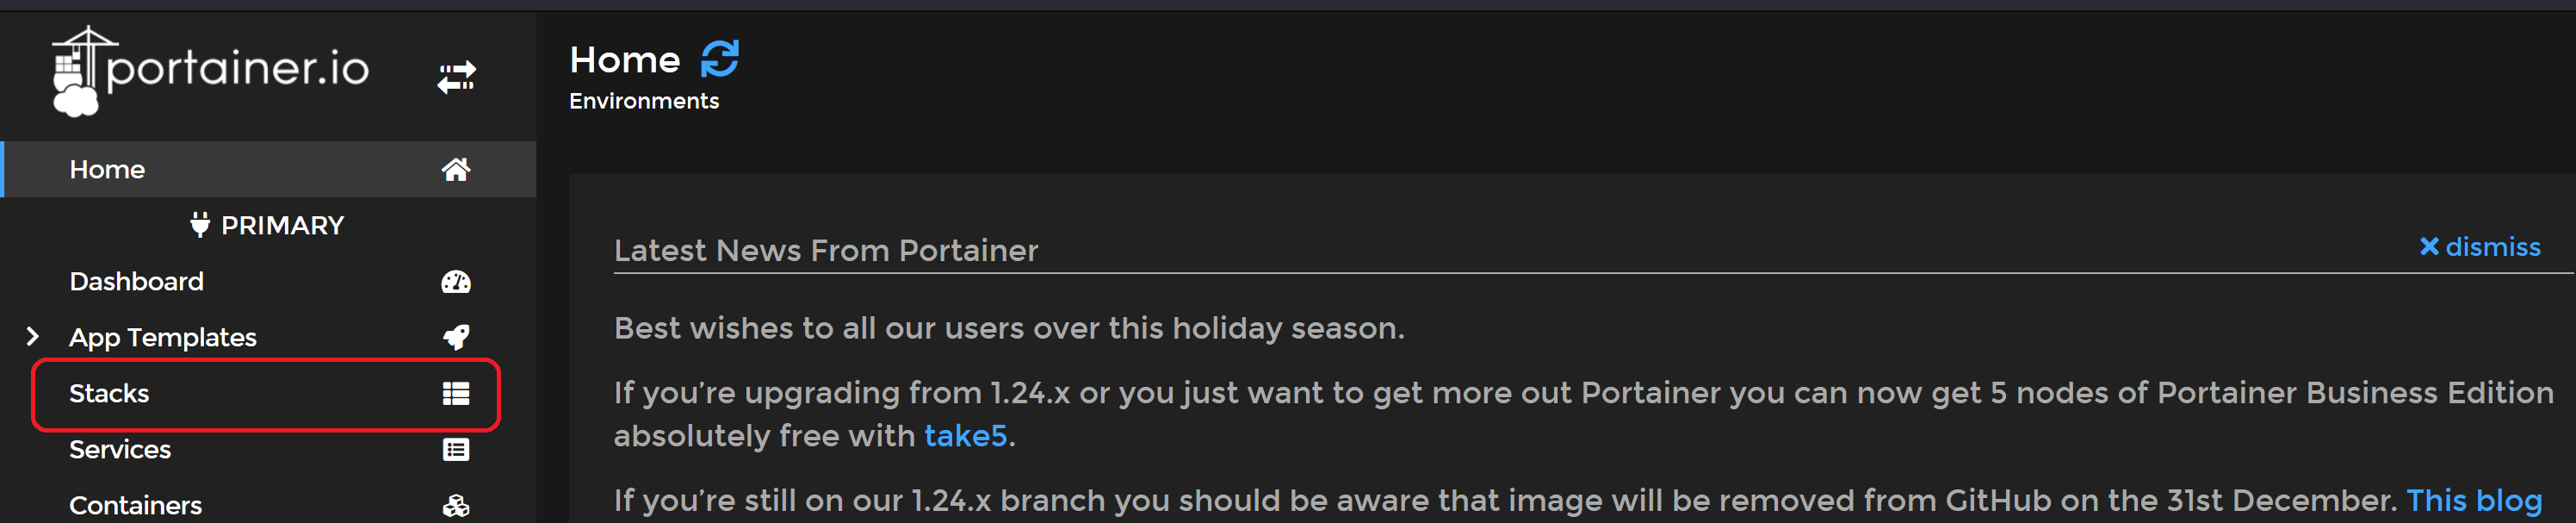 portainer.io
Home
PRIMARY
Dashboard
App Templates
Stacks
Services
Containers
Home
Environments
Latest News From Portainer
dismiss
Best wishes to all our users over this holiday season.
If you’re upgrading from 1.24.x or you just want to get more out Portainer you can now get 5 nodes of Portainer Business Edition
absolutely free with take5.
If you’re still on our 1.24.x branch you should be aware that image will be removed from GitHub on the 31st December. This blog